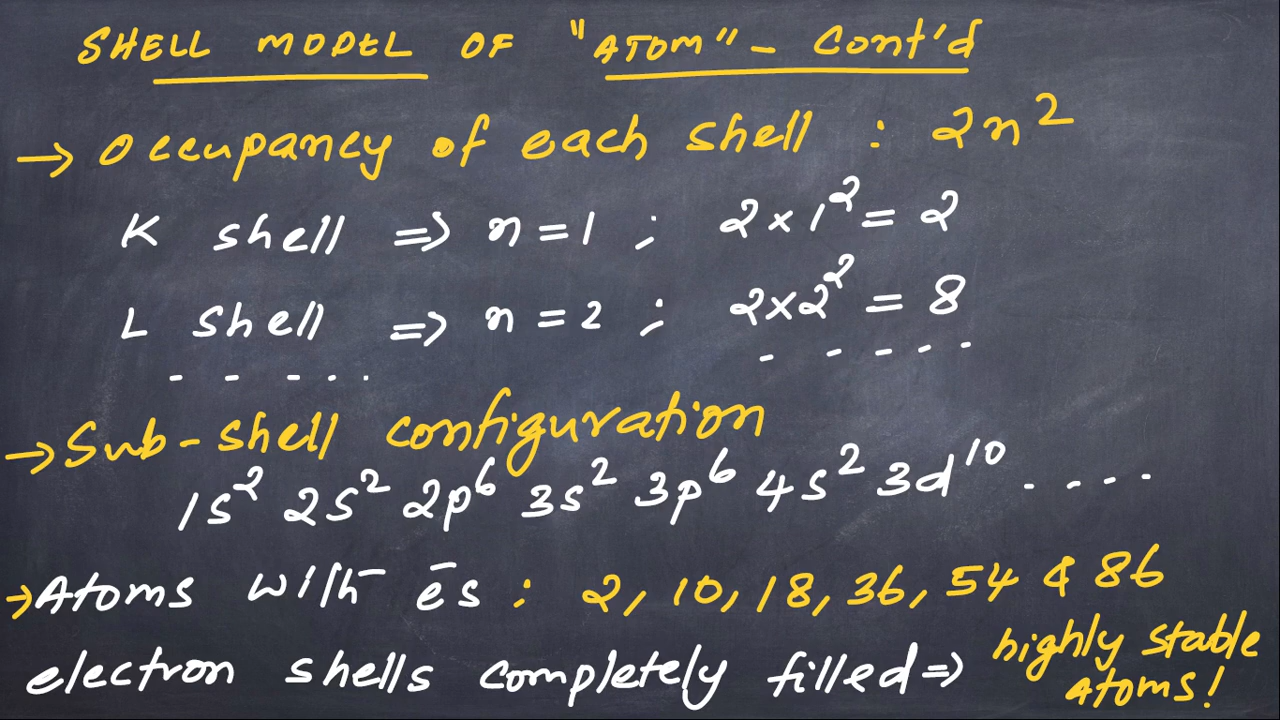 SHELL MODEL OF "ATOM" - Cont'd
→ Occupancy of each shell : 2n²
K shell ⇒ n = 1 ; 2 × 1² = 2
L shell ⇒ n = 2 ; 2 × 2² = 8
- - - - - - - - - -
→ Sub-shell configuration
1s² 2s² 2p⁶ 3s² 3p⁶ 4s² 3d¹⁰ - - - -
→ Atoms with ēs : 2, 10, 18, 36, 54 & 86
electron shells completely filled ⇒ highly stable
atoms!